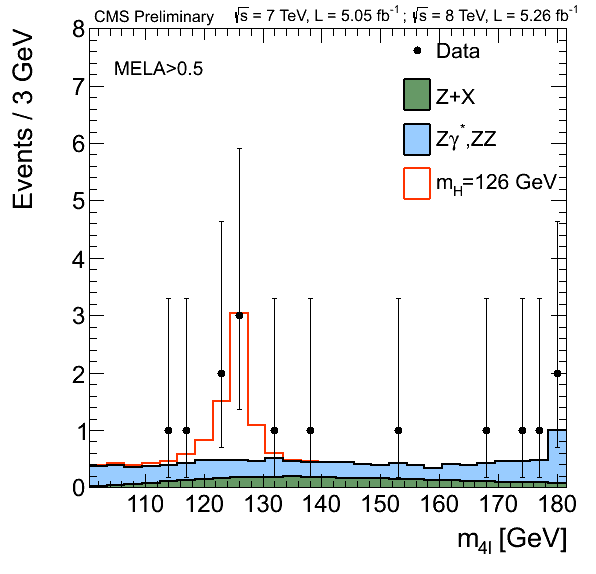 CMS Preliminary √s = 7 TeV, L = 5.05 fb⁻¹ ; √s = 8 TeV, L = 5.26 fb⁻¹
Events / 3 GeV
MELA>0.5
Data
Z+X
Zγ*,ZZ
m_H=126 GeV
8
7
6
5
4
3
2
1
0
110 120 130 140 150 160 170 180
m_4l [GeV]